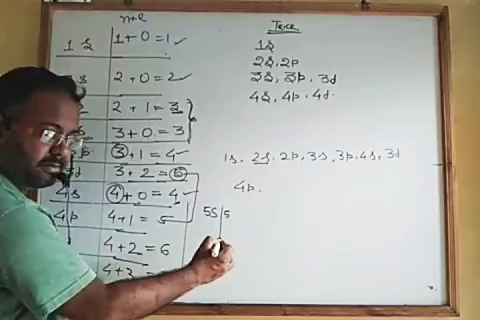 n+l
1s 1+0=1 ✓
s 2+0=2 ✓
2+1=3
s 3+0=3
p 3+1=4
3d 3+2=5
4s 4+0=4 ✓
4p 4+1=5
4+2=6
4+3=
5s 5
Trick
1s
2s, 2p
3s, 3p, 3d
4s, 4p, 4d.
1s, 2s, 2p, 3s, 3p, 4s, 3d
4p.